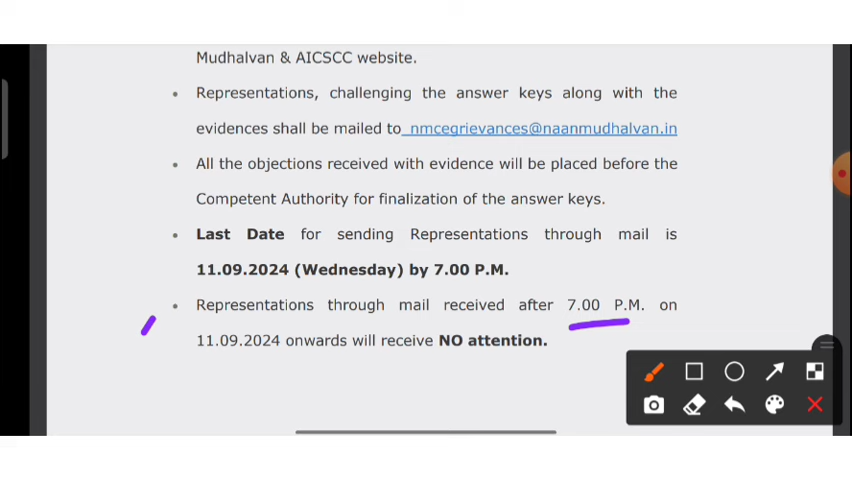 Mudhalvan & AICSCC website.
• Representations, challenging the answer keys along with the
evidences shall be mailed to nmcegrievances@naanmudhalvan.in
• All the objections received with evidence will be placed before the
Competent Authority for finalization of the answer keys.
• Last Date for sending Representations through mail is
11.09.2024 (Wednesday) by 7.00 P.M.
• Representations through mail received after 7.00 P.M. on
11.09.2024 onwards will receive NO attention.